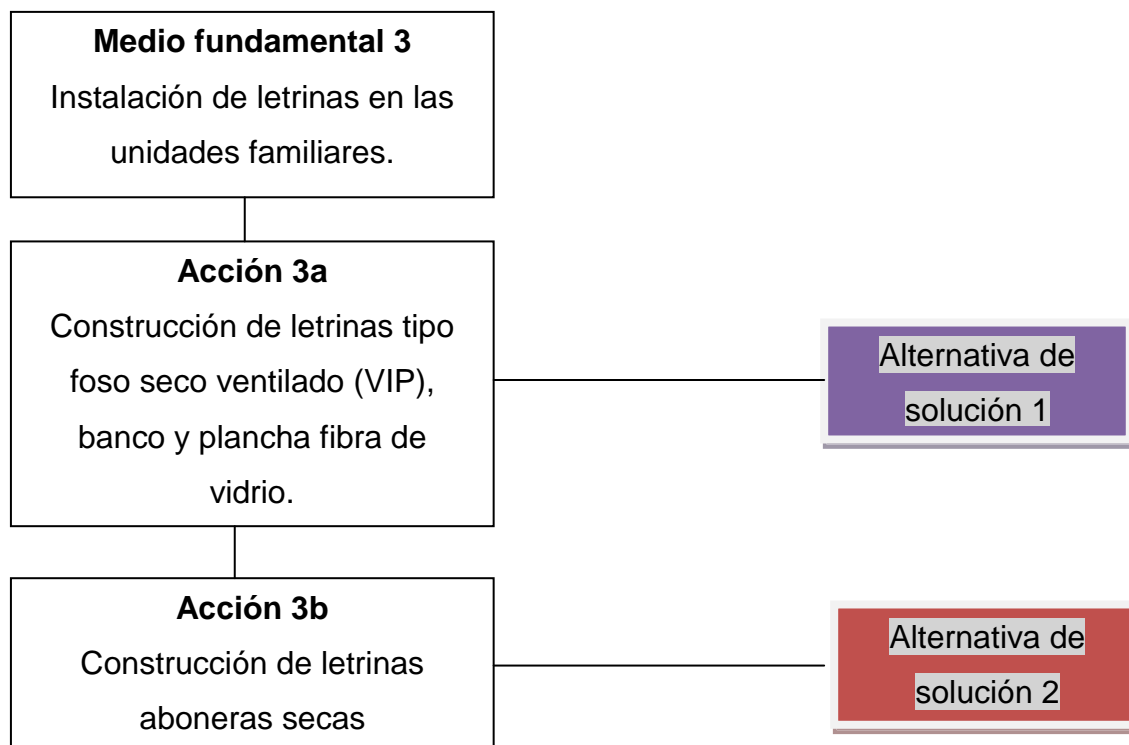 Medio fundamental 3
Instalación de letrinas en las
unidades familiares.
Acción 3a
Construcción de letrinas tipo
foso seco ventilado (VIP),
banco y plancha fibra de
vidrio.
Alternativa de
solución 1
Acción 3b
Construcción de letrinas
aboneras secas
Alternativa de
solución 2